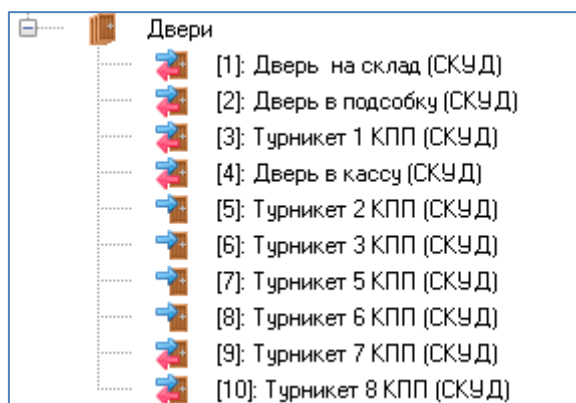 Двери
[1]: Дверь на склад (СКУД)
[2]: Дверь в подсобку (СКУД)
[3]: Турникет 1 КПП (СКУД)
[4]: Дверь в кассу (СКУД)
[5]: Турникет 2 КПП (СКУД)
[6]: Турникет 3 КПП (СКУД)
[7]: Турникет 5 КПП (СКУД)
[8]: Турникет 6 КПП (СКУД)
[9]: Турникет 7 КПП (СКУД)
[10]: Турникет 8 КПП (СКУД)